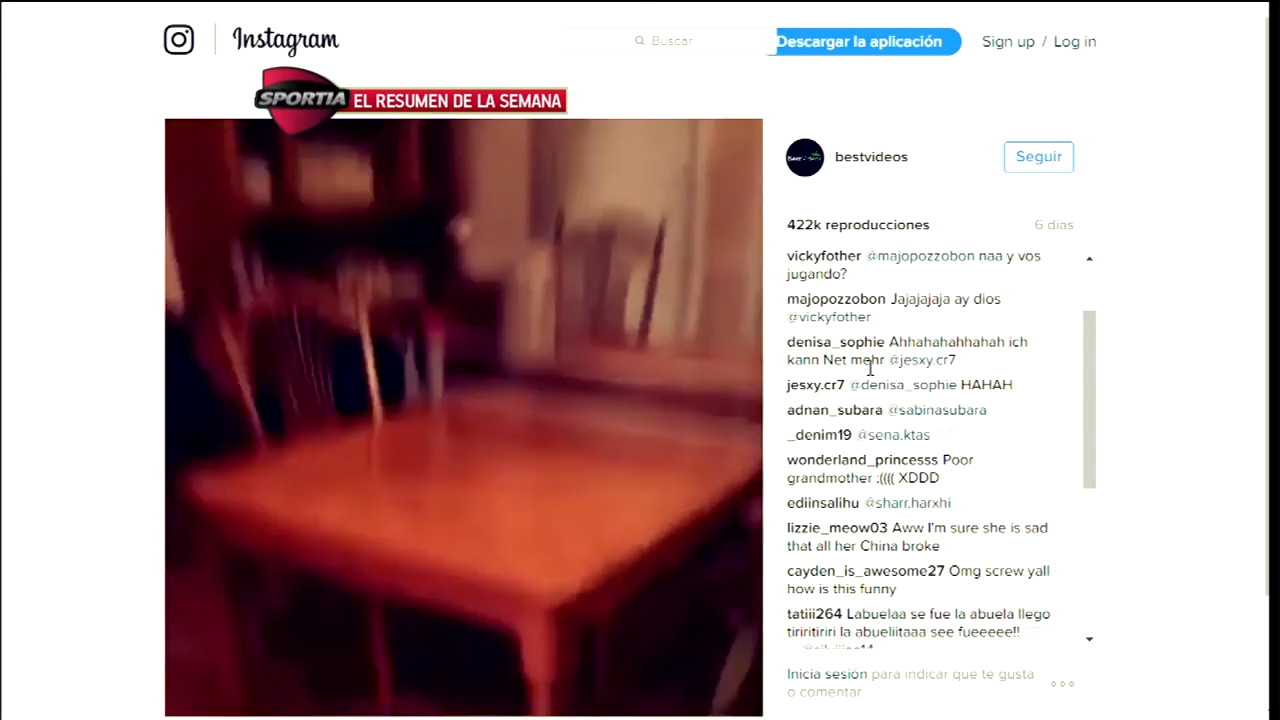 Instagram
Buscar
Descargar la aplicación
Sign up / Log in
SPORTIA EL RESUMEN DE LA SEMANA
bestvideos
Seguir
422k reproducciones
6 días
vickyfother @majopozzobon naa y vos
jugando?
majopozzobon Jajajajaja ay dios
@vickyfother
denisa_sophie Ahhahahahhahah ich
kann Net mehr @jesxy.cr7
jesxy.cr7 @denisa_sophie HAHAH
adnan_subara @sabinasubara
_denim19 @sena.ktas
wonderland_princesss Poor
grandmother ;(((( XDDD
ediinsalihu @sharr.harxhi
lizzie_meow03 Aww I'm sure she is sad
that all her China broke
cayden_is_awesome27 Omg screw yall
how is this funny
tatiii264 Labuelaa se fue la abuela llego
tiriritiriri la abueliitaaa see fueeeee!!
Inicia sesión para indicar que te gusta
o comentar.